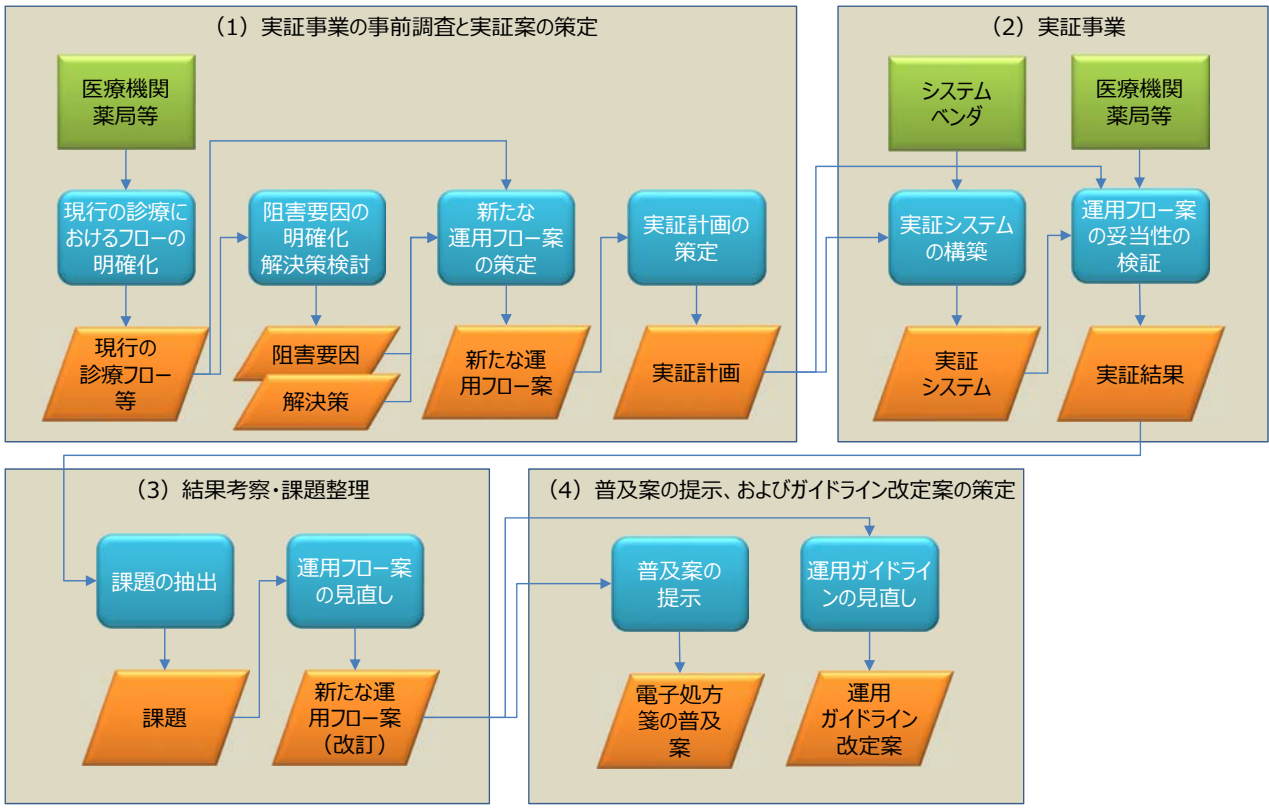 （1）実証事業の事前調査と実証案の策定
医療機関
薬局等
現行の診療に
おけるフローの
明確化
阻害要因の
明確化
解決策検討
新たな
運用フロー案
の策定
実証計画の
策定
現行の
診療フロー
等
阻害要因
解決策
新たな運
用フロー案
実証計画
（2）実証事業
システム
ベンダ
医療機関
薬局等
実証システム
の構築
運用フロー案
の妥当性の
検証
実証
システム
実証結果
（3）結果考察・課題整理
課題の抽出
運用フロー案
の見直し
課題
新たな運
用フロー案
（改訂）
（4）普及案の提示、およびガイドライン改定案の策定
普及案の
提示
運用ガイドライ
ンの見直し
電子処方
箋の普及
案
運用
ガイドライン
改定案